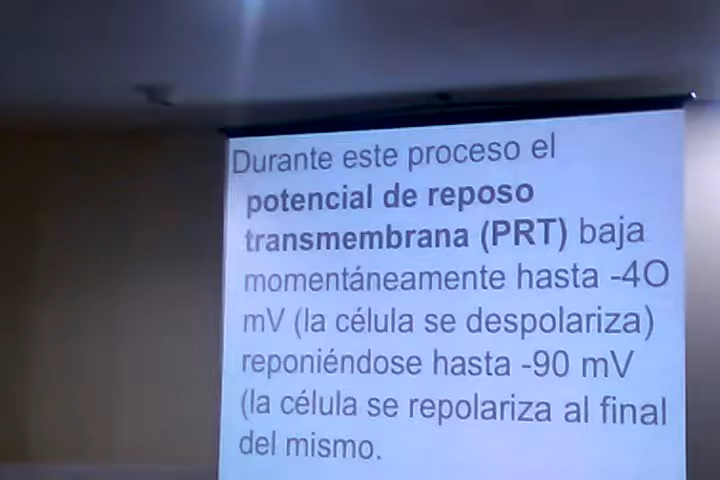 Durante este proceso el
potencial de reposo
transmembrana (PRT) baja
momentáneamente hasta -4O
mV (la célula se despolariza)
reponiéndose hasta -90 mV
(la célula se repolariza al final
del mismo.